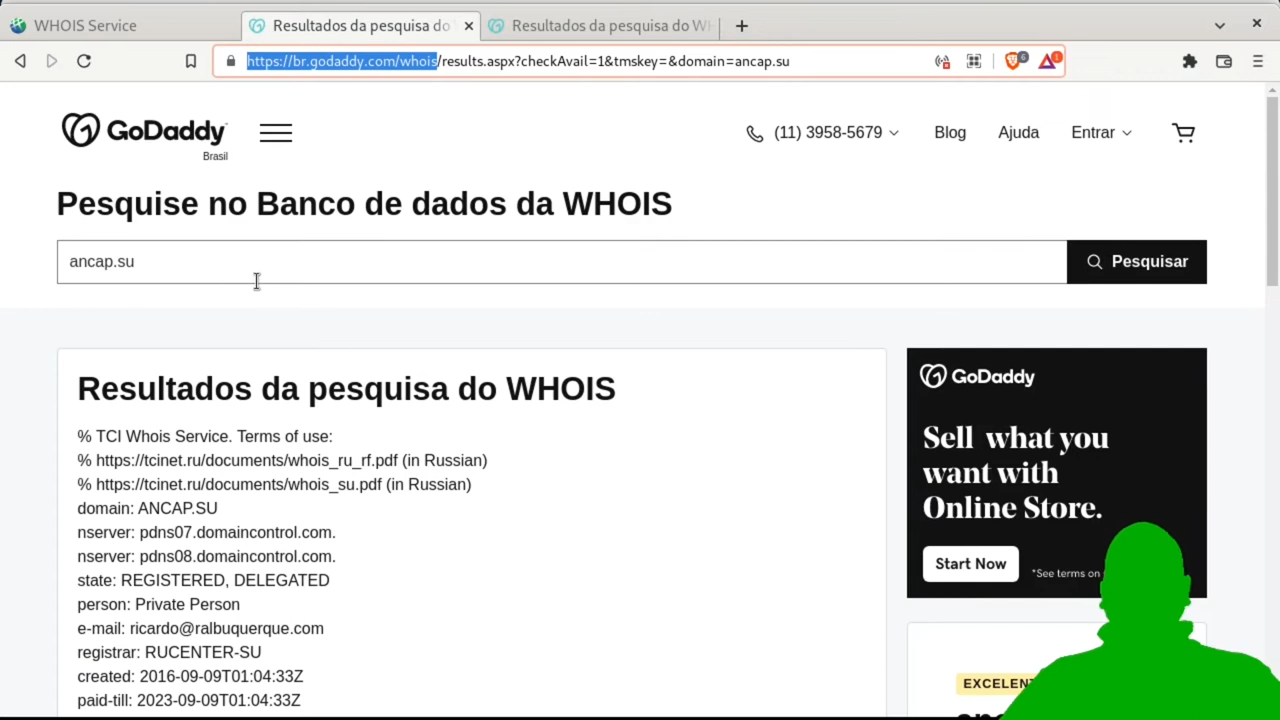 WHOIS Service
Resultados da pesquisa do
Resultados da pesquisa do WH
https://br.godaddy.com/whois/results.aspx?checkAvail=1&tmskey=&domain=ancap.su
6
1
GoDaddy
Brasil
(11) 3958-5679
Blog
Ajuda
Entrar
Pesquise no Banco de dados da WHOIS
ancap.su
Pesquisar
Resultados da pesquisa do WHOIS
% TCI Whois Service. Terms of use:
% https://tcinet.ru/documents/whois_ru_rf.pdf (in Russian)
% https://tcinet.ru/documents/whois_su.pdf (in Russian)
domain: ANCAP.SU
nserver: pdns07.domaincontrol.com.
nserver: pdns08.domaincontrol.com.
state: REGISTERED, DELEGATED
person: Private Person
e-mail: ricardo@ralbuquerque.com
registrar: RUCENTER-SU
created: 2016-09-09T01:04:33Z
paid-till: 2023-09-09T01:04:33Z
GoDaddy
Sell what you
want with
Online Store.
Start Now
*See terms on
EXCELEN